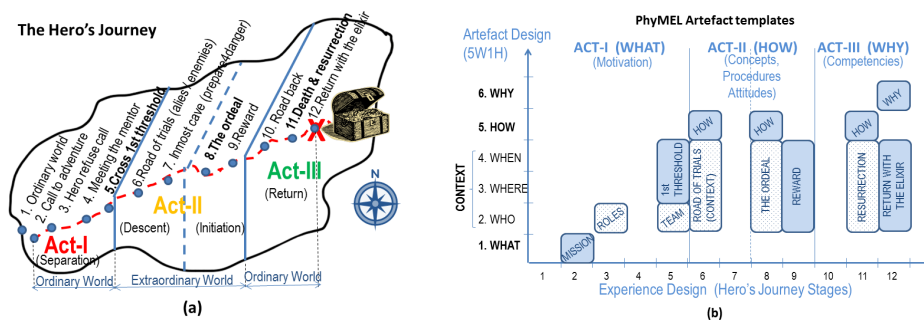 The Hero's Journey
1. Ordinary world
2. Call to adventure
3. Hero refuse call
4. Meeting the mentor
5.Cross 1st threshold
6.Road of trials (alies/enemies)
7. Inmost cave (prepare4danger)
8.The ordeal
9.Reward
10. Road back
11.Death & resurrection
12.Return with the elixir
X
Act-I
(Separation)
Act-II
(Descent)
(Initiation)
Act-III
(Return)
N
Ordinary World
Extraordinary World
Ordinary World
(a)
PhyMEL Artefact templates
Artefact Design
(5W1H)
ACT-I (WHAT)
(Motivation)
ACT-II (HOW)
(Concepts,
Procedures
Attitudes)
ACT-III (WHY)
(Competencies)
6. WHY
5. HOW
4. WHEN
3. WHERE
2. WHO
1. WHAT
CONTEXT
MISSION
ROLES
TEAM
1st
THRESHOLD
HOW
ROAD OF TRIALS
(CONTEXT)
HOW
THE ORDEAL
REWARD
HOW
RESURRECTION
WHY
RETURN WITH
THE ELIXIR
1 2 3 4 5 6 7 8 9 10 11 12
Experience Design (Hero's Journey Stages)
(b)